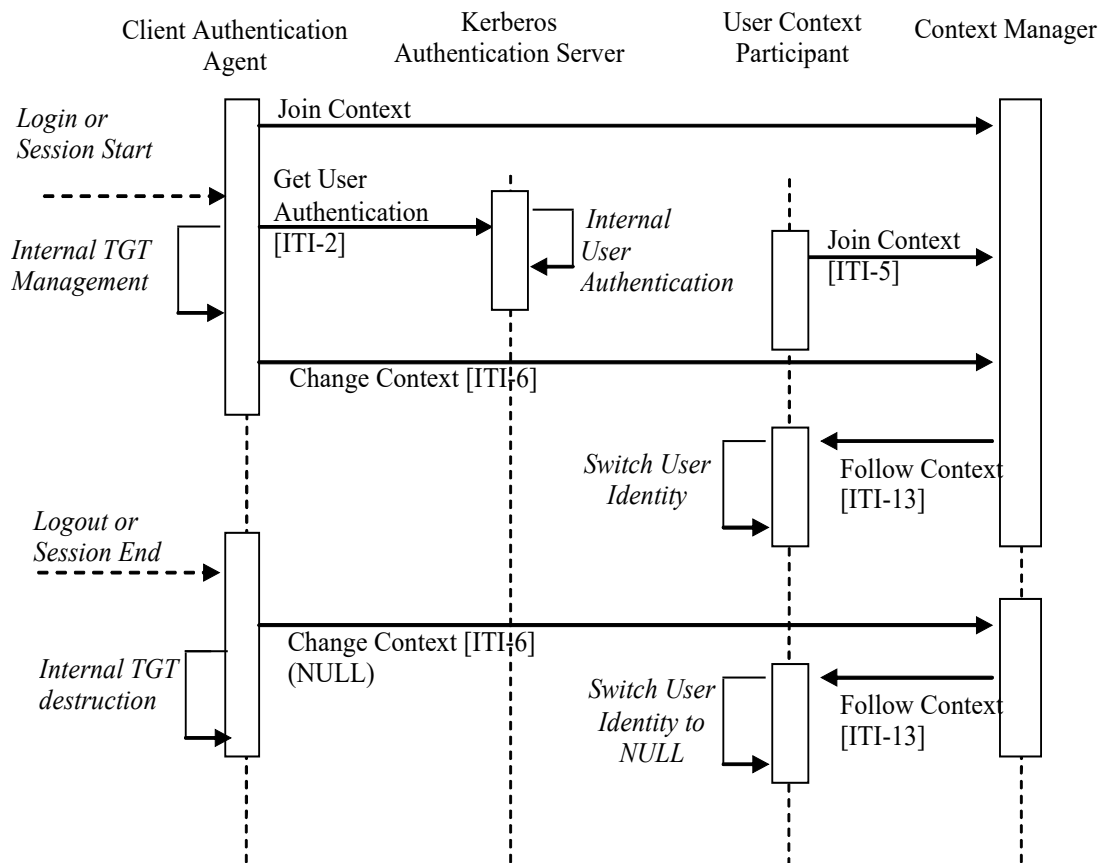 Client Authentication
Agent
Kerberos
Authentication Server
User Context
Participant
Context Manager
Join Context
Login or
Session Start
Get User
Authentication
[ITI-2]
Internal
User
Authentication
Join Context
[ITI-5]
Internal TGT
Management
Change Context [ITI-6]
Switch User
Identity
Follow Context
[ITI-13]
Logout or
Session End
Change Context [ITI-6]
(NULL)
Internal TGT
destruction
Switch User
Identity to
NULL
Follow Context
[ITI-13]